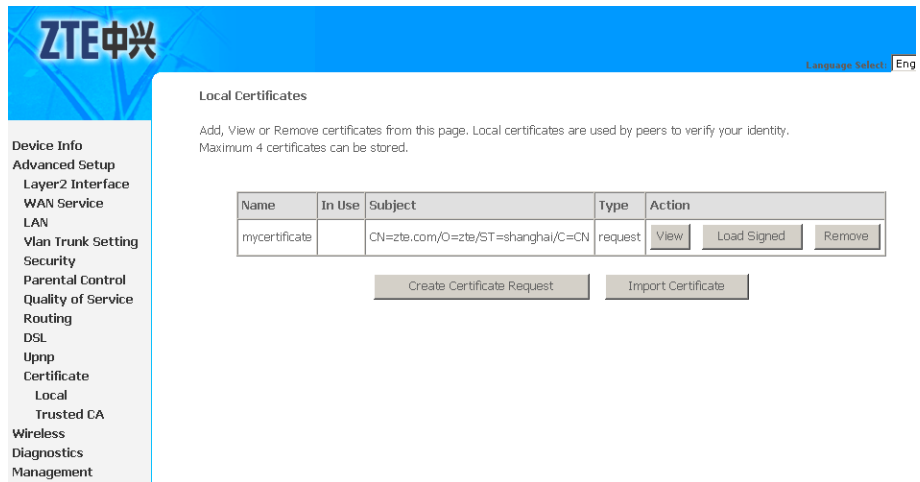 ZTE中兴
Language Select: Eng
Local Certificates
Add, View or Remove certificates from this page. Local certificates are used by peers to verify your identity.
Maximum 4 certificates can be stored.
Name In Use Subject Type Action
mycertificate CN=zte.com/O=zte/ST=shanghai/C=CN request View Load Signed Remove
Create Certificate Request Import Certificate
Device Info
Advanced Setup
Layer2 Interface
WAN Service
LAN
Vlan Trunk Setting
Security
Parental Control
Quality of Service
Routing
DSL
Upnp
Certificate
Local
Trusted CA
Wireless
Diagnostics
Management